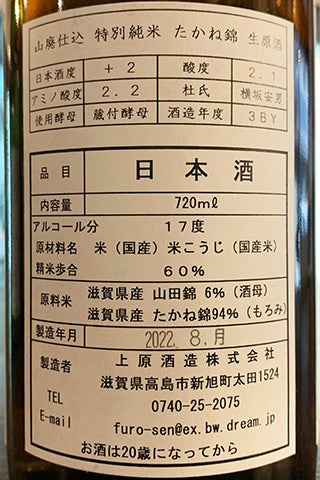 山廃仕込 特別純米 たかね錦 生原酒
日本酒度 +2 酸度 2.1
アミノ酸度 2.2 杜氏 横坂安男
使用酵母 蔵付酵母 酒造年度 3BY
品目 日本酒
内容量 720mℓ
アルコール分 17度
原材料名 米（国産）米こうじ（国産米）
精米歩合 60%
原料米 滋賀県産 山田錦 6%（酒母）
滋賀県産 たかね錦94%（もろみ）
製造年月 2022. 8.月
製造者 上原酒造株式会社
滋賀県高島市新旭町太田1524
TEL 0740-25-2075
E-mail furo-sen@ex.bw.dream.jp
お酒は20歳になってから